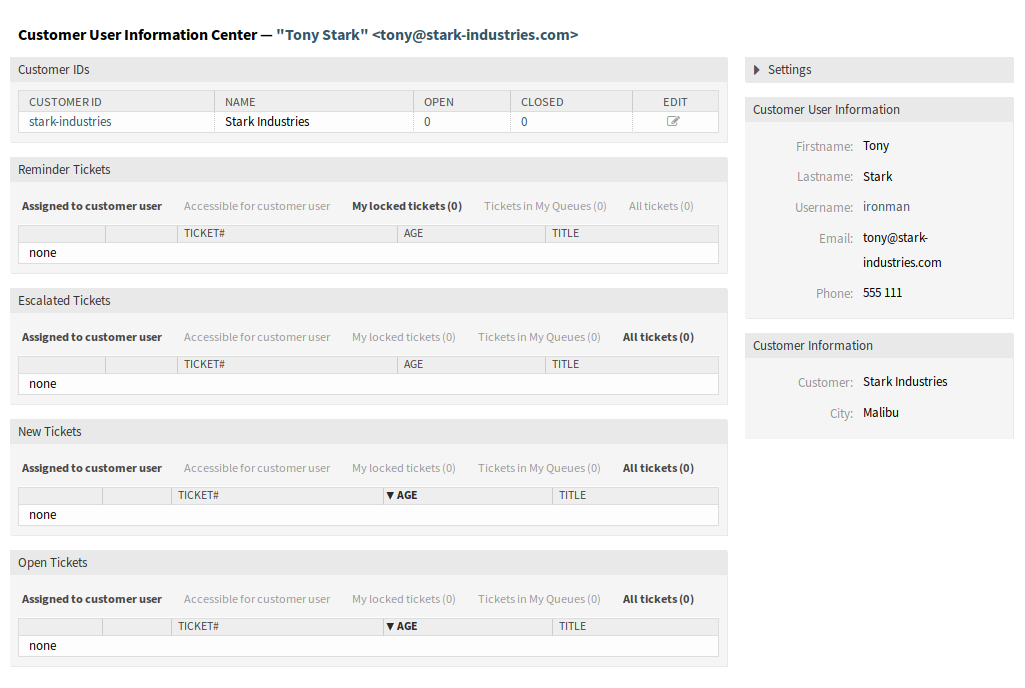 Customer User Information Center — "Tony Stark" <tony@stark-industries.com>
Customer IDs
CUSTOMER ID NAME OPEN CLOSED EDIT
stark-industries Stark Industries 0 0
Reminder Tickets
Assigned to customer user Accessible for customer user My locked tickets (0) Tickets in My Queues (0) All tickets (0)
TICKET# AGE TITLE
none
Escalated Tickets
Assigned to customer user Accessible for customer user My locked tickets (0) Tickets in My Queues (0) All tickets (0)
TICKET# AGE TITLE
none
New Tickets
Assigned to customer user Accessible for customer user My locked tickets (0) Tickets in My Queues (0) All tickets (0)
TICKET# ▼ AGE TITLE
none
Open Tickets
Assigned to customer user Accessible for customer user My locked tickets (0) Tickets in My Queues (0) All tickets (0)
TICKET# ▼ AGE TITLE
none
Settings
Customer User Information
Firstname: Tony
Lastname: Stark
Username: ironman
Email: tony@stark-
industries.com
Phone: 555 111
Customer Information
Customer: Stark Industries
City: Malibu